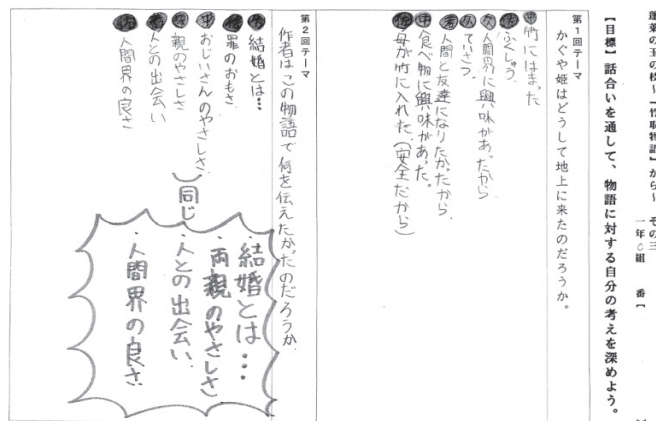 蓬莱の玉の枝~「竹取物語」から~ その三
一年C組 番【
【目標】話合いを通して、物語に対する自分の考えを深めよう。
第1回テーマ
かぐや姫はどうして地上に来たのだろうか。
竹にはまった
ふくしゅう
人間界に興味があったから
ていさつ
人間と友達になりたかったから
食べ物に興味があった。
母が竹に入れた(安全だから)
第2回テーマ
作者はこの物語で何を伝えたかったのだろうか
結婚とは…
罪のおもさ
おじいさんのやさしさ
親のやさしさ
同じ
人との出会い
人間界の良さ
・結婚とは…
・両親のやさしさ
・人との出会い
・人間界の良さ